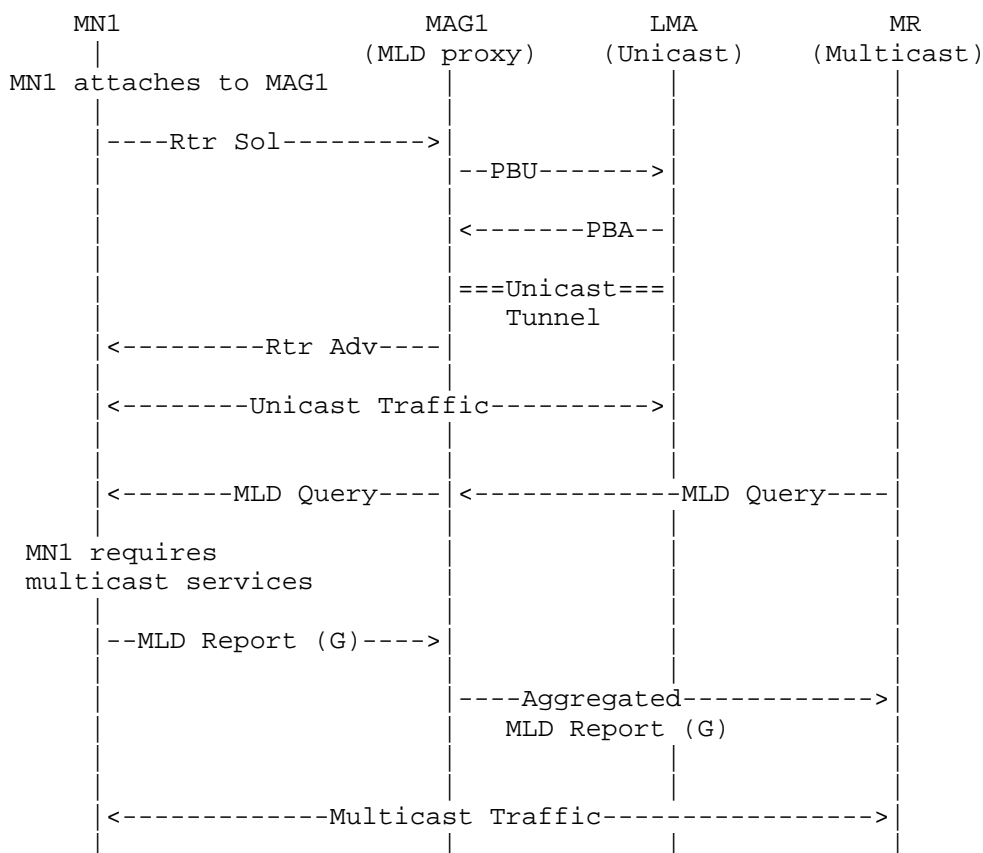 MN1 MAG1 LMA MR
(MLD proxy) (Unicast) (Multicast)
MN1 attaches to MAG1
|----Rtr Sol--------->|
|--PBU------->|
|<-------PBA--|
|===Unicast===|
Tunnel
|<---------Rtr Adv----|
|<--------Unicast Traffic---------->|
|<-------MLD Query----|<-------------MLD Query----|
MN1 requires
multicast services
|--MLD Report (G)---->|
|----Aggregated------------>|
MLD Report (G)
|<-------------Multicast Traffic----------------->|